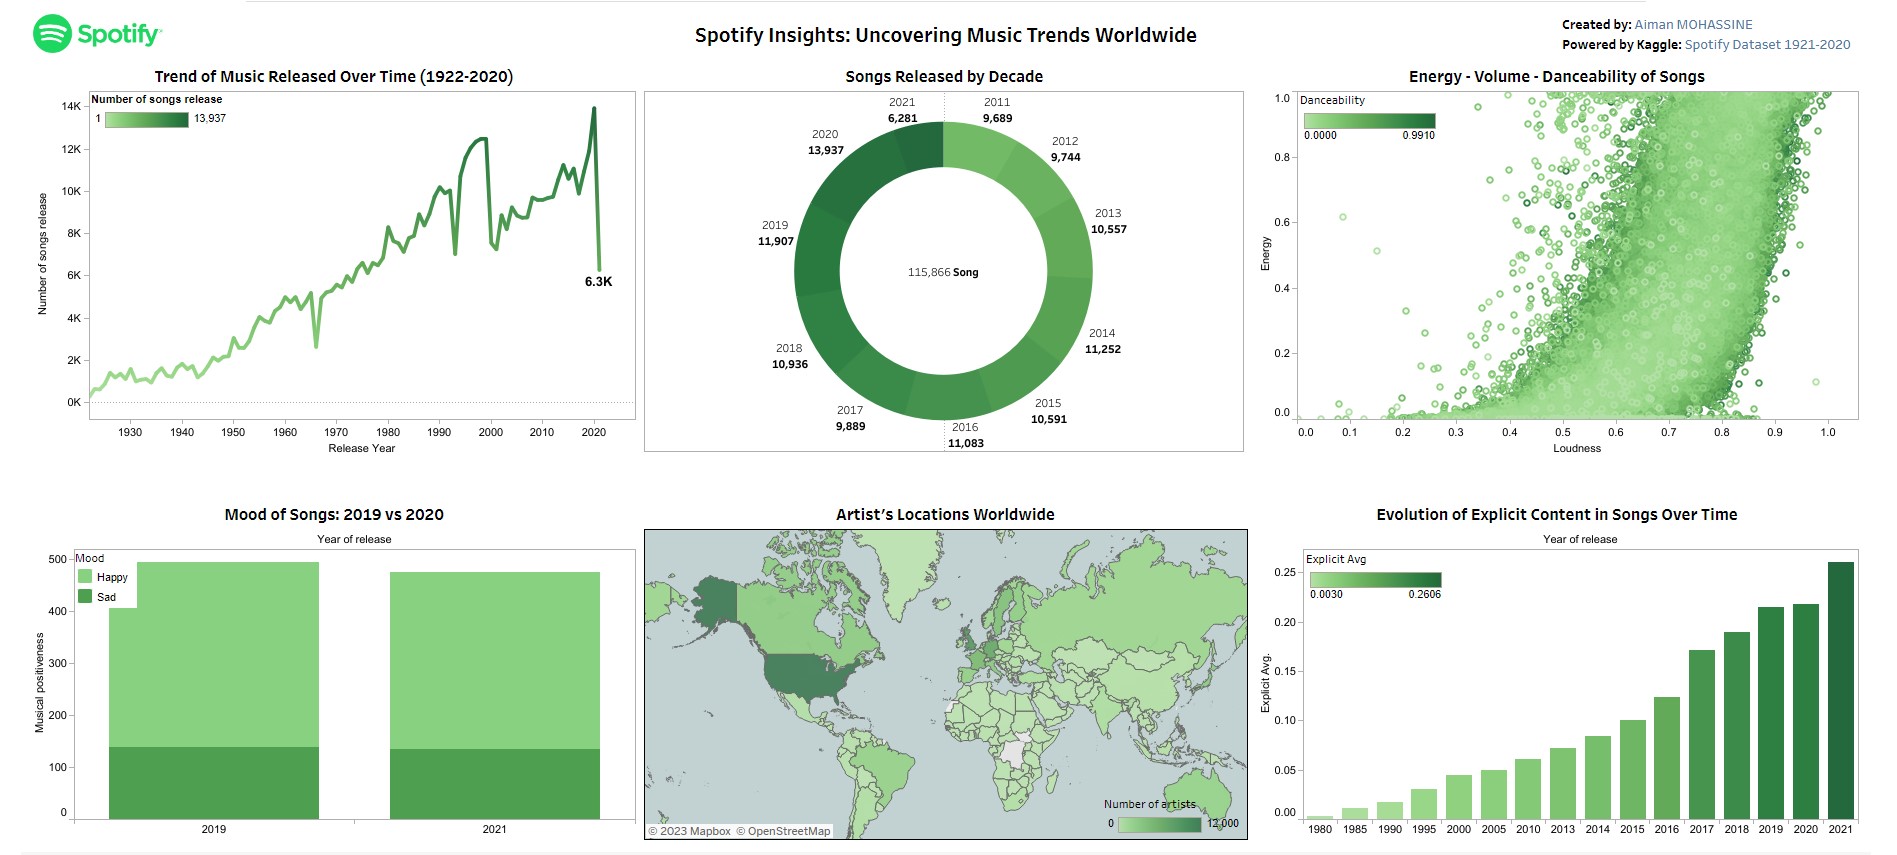 Spotify
Spotify Insights: Uncovering Music Trends Worldwide
Created by: Aiman MOHASSINE
Powered by Kaggle: Spotify Dataset 1921-2020
Trend of Music Released Over Time (1922-2020)
Number of songs release
1 13,937
14K
12K
10K
8K
6K
4K
2K
0K
Number of songs release
6.3K
1930 1940 1950 1960 1970 1980 1990 2000 2010 2020
Release Year
Songs Released by Decade
2021
6,281
2011
9,689
2020
13,937
2012
9,744
2019
11,907
2013
10,557
115,866 Song
2018
10,936
2014
11,252
2017
9,889
2015
10,591
2016
11,083
Energy - Volume - Danceability of Songs
Danceability
0.0000 0.9910
1.0
0.8
0.6
0.4
0.2
0.0
Energy
0.0 0.1 0.2 0.3 0.4 0.5 0.6 0.7 0.8 0.9 1.0
Loudness
Mood of Songs: 2019 vs 2020
Year of release
Mood
Happy
Sad
500
400
300
200
100
0
Musical positiveness
2019 2021
Artist's Locations Worldwide
Number of artists
0 12,000
© 2023 Mapbox © OpenStreetMap
Evolution of Explicit Content in Songs Over Time
Year of release
Explicit Avg
0.0030 0.2606
0.25
0.20
0.15
0.10
0.05
0.00
Explicit Avg.
1980 1985 1990 1995 2000 2005 2010 2013 2014 2015 2016 2017 2018 2019 2020 2021